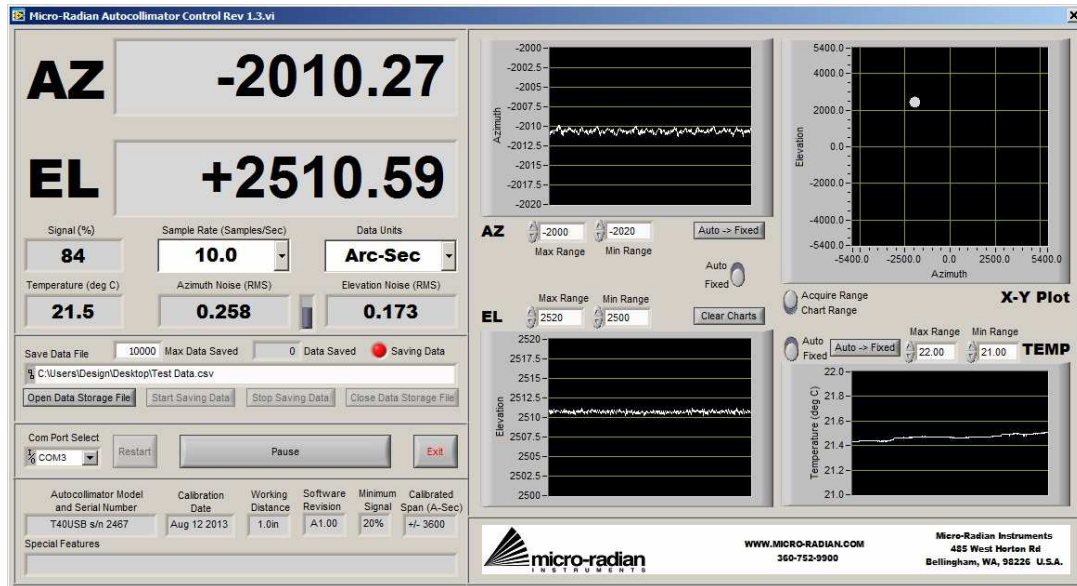 Micro-Radian Autocollimator Control Rev 1.3.vi
AZ
-2010.27
EL
+2510.59
Signal (%)
Sample Rate (Samples/Sec)
Data Units
84
10.0
Arc-Sec
Temperature (deg C)
Azimuth Noise (RMS)
Elevation Noise (RMS)
21.5
0.258
0.173
Save Data File
10000
Max Data Saved
0
Data Saved
Saving Data
C:\Users\Design\Desktop\Test Data.csv
Open Data Storage File
Start Saving Data
Stop Saving Data
Close Data Storage File
Com Port Select
COM3
Restart
Pause
Exit
Autocollimator Model
and Serial Number
T40USB s/n 2467
Calibration
Date
Aug 12 2013
Working
Distance
1.0in
Software
Revision
A1.00
Minimum
Signal
20%
Calibrated
Span (A-Sec)
+/- 3600
Special Features
-2000
-2002.5
-2005
-2007.5
-2010
-2012.5
-2015
-2017.5
-2020
Azimuth
AZ
-2000
Max Range
-2020
Min Range
Auto -> Fixed
Auto
Fixed
EL
Max Range
2520
Min Range
2500
Clear Charts
2520
2517.5
2515
2512.5
2510
2507.5
2505
2502.5
2500
Elevation
5400.0
4000.0
2000.0
0.0
-2000.0
-4000.0
-5400.0
Elevation
-5400.0
-2500.0
0.0
2500.0
5400.0
Azimuth
Acquire Range
Chart Range
X-Y Plot
Auto
Fixed
Auto -> Fixed
Max Range
22.00
Min Range
21.00
TEMP
22.0
21.8
21.6
21.4
21.2
21.0
Temperature (deg C)
micro-radian
INSTRUMENTS
WWW.MICRO-RADIAN.COM
360-752-9900
Micro-Radian Instruments
485 West Horton Rd
Bellingham, WA, 98226 U.S.A.